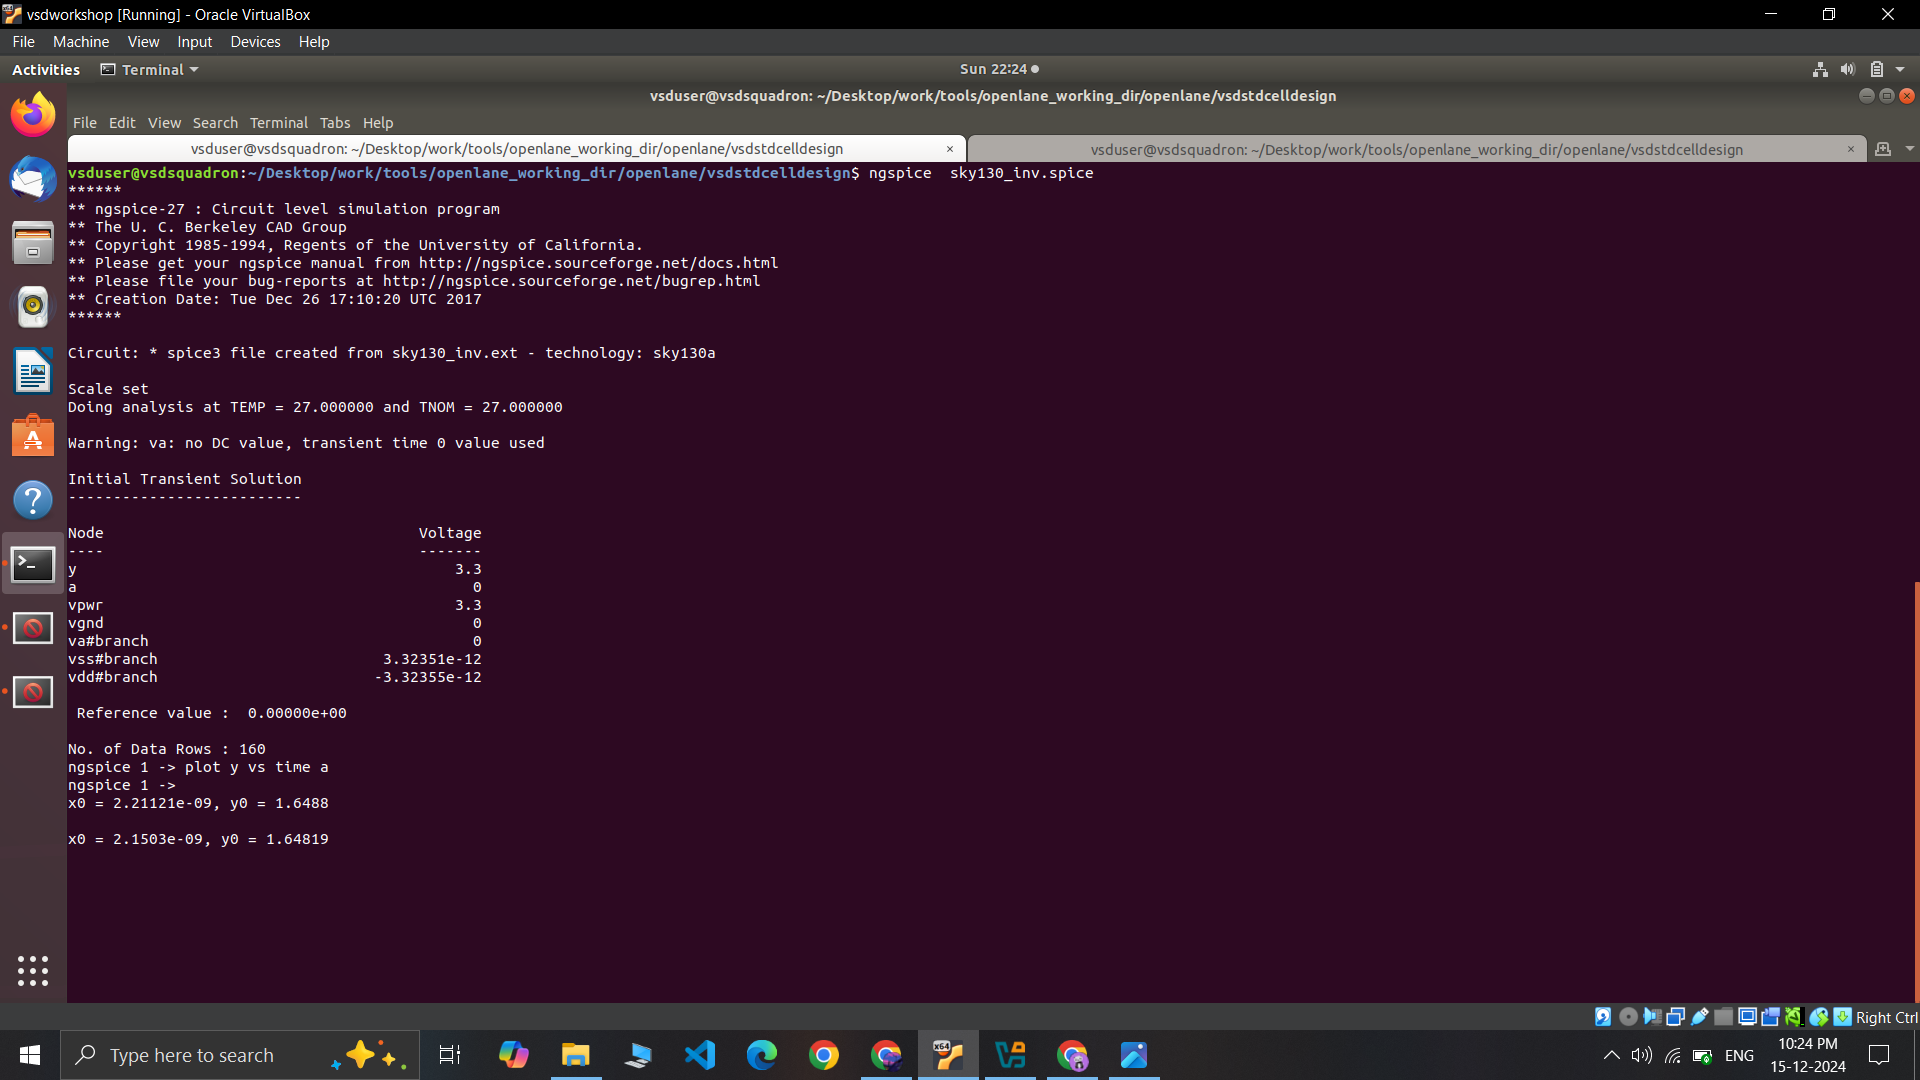 vsdworkshop [Running] - Oracle VirtualBox
File Machine View Input Devices Help
Activities Terminal Sun 22:24
vsduser@vsdsquadron: ~/Desktop/work/tools/openlane_working_dir/openlane/vsdstdcelldesign
File Edit View Search Terminal Tabs Help
vsduser@vsdsquadron: ~/Desktop/work/tools/openlane_working_dir/openlane/vsdstdcelldesign × vsduser@vsdsquadron: ~/Desktop/work/tools/openlane_working_dir/openlane/vsdstdcelldesign ×
vsduser@vsdsquadron:~/Desktop/work/tools/openlane_working_dir/openlane/vsdstdcelldesign$ ngspice  sky130_inv.spice
******
** ngspice-27 : Circuit level simulation program
** The U. C. Berkeley CAD Group
** Copyright 1985-1994, Regents of the University of California.
** Please get your ngspice manual from http://ngspice.sourceforge.net/docs.html
** Please file your bug-reports at http://ngspice.sourceforge.net/bugrep.html
** Creation Date: Tue Dec 26 17:10:20 UTC 2017
******
Circuit: * spice3 file created from sky130_inv.ext - technology: sky130a
Scale set
Doing analysis at TEMP = 27.000000 and TNOM = 27.000000
Warning: va: no DC value, transient time 0 value used
Initial Transient Solution
--------------------------
Node Voltage
---- -------
y 3.3
a 0
vpwr 3.3
vgnd 0
va#branch 0
vss#branch 3.32351e-12
vdd#branch -3.32355e-12
Reference value :  0.00000e+00
No. of Data Rows : 160
ngspice 1 -> plot y vs time a
ngspice 1 ->
x0 = 2.21121e-09, y0 = 1.6488
x0 = 2.1503e-09, y0 = 1.64819
Right Ctrl
Type here to search
ENG
10:24 PM
15-12-2024